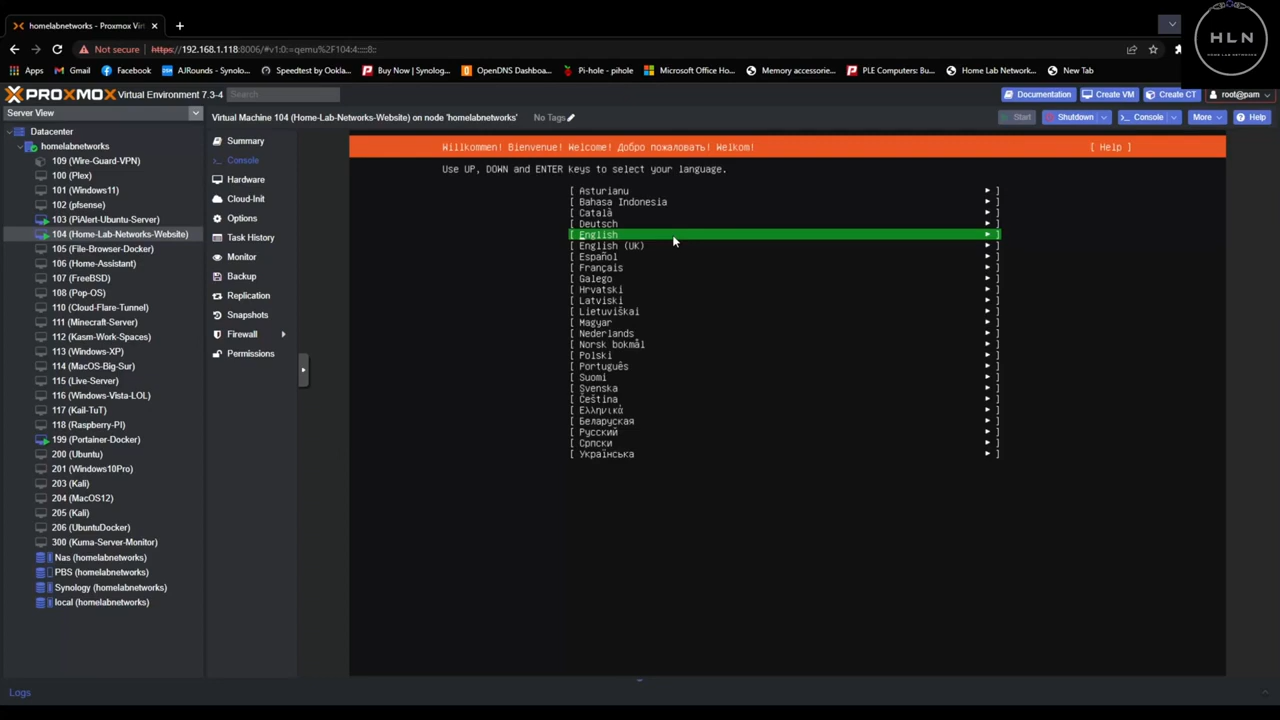 homelabnetworks - Proxmox Virt
HLN
HOME LAB NETWORKS
Not secure https://192.168.1.118:8006/#v1:0:=qemu%2F104:4:::::8::
Apps Gmail Facebook AJRounds - Synolo... Speedtest by Ookla... Buy Now | Synolog... OpenDNS Dashboa... Pi-hole - pihole Microsoft Office Ho... Memory accessorie... PLE Computers: Bu... Home Lab Network... New Tab
PROXMOX Virtual Environment 7.3-4 Search Documentation Create VM Create CT root@pam
Server View
Virtual Machine 104 (Home-Lab-Networks-Website) on node 'homelabnetworks' No Tags Start Shutdown Console More Help
Datacenter
homelabnetworks
109 (Wire-Guard-VPN)
100 (Plex)
101 (Windows11)
102 (pfsense)
103 (PiAlert-Ubuntu-Server)
104 (Home-Lab-Networks-Website)
105 (File-Browser-Docker)
106 (Home-Assistant)
107 (FreeBSD)
108 (Pop-OS)
110 (Cloud-Flare-Tunnel)
111 (Minecraft-Server)
112 (Kasm-Work-Spaces)
113 (Windows-XP)
114 (MacOS-Big-Sur)
115 (Live-Server)
116 (Windows-Vista-LOL)
117 (Kail-TuT)
118 (Raspberry-PI)
199 (Portainer-Docker)
200 (Ubuntu)
201 (Windows10Pro)
203 (Kali)
204 (MacOS12)
205 (Kali)
206 (UbuntuDocker)
300 (Kuma-Server-Monitor)
Nas (homelabnetworks)
PBS (homelabnetworks)
Synology (homelabnetworks)
local (homelabnetworks)
Summary
Console
Hardware
Cloud-Init
Options
Task History
Monitor
Backup
Replication
Snapshots
Firewall
Permissions
Willkommen! Bienvenue! Welcome! Добро пожаловать! Welkom! [ Help ]
Use UP, DOWN and ENTER keys to select your language.
[ Asturianu ► ]
[ Bahasa Indonesia ► ]
[ Català ► ]
[ Deutsch ► ]
[ English ► ]
[ English (UK) ► ]
[ Español ► ]
[ Français ► ]
[ Galego ► ]
[ Hrvatski ► ]
[ Latviski ► ]
[ Lietuviškai ► ]
[ Magyar ► ]
[ Nederlands ► ]
[ Norsk bokmål ► ]
[ Polski ► ]
[ Português ► ]
[ Suomi ► ]
[ Svenska ► ]
[ Čeština ► ]
[ Ελληνικά ► ]
[ Беларуская ► ]
[ Русский ► ]
[ Српски ► ]
[ Українська ► ]
Logs